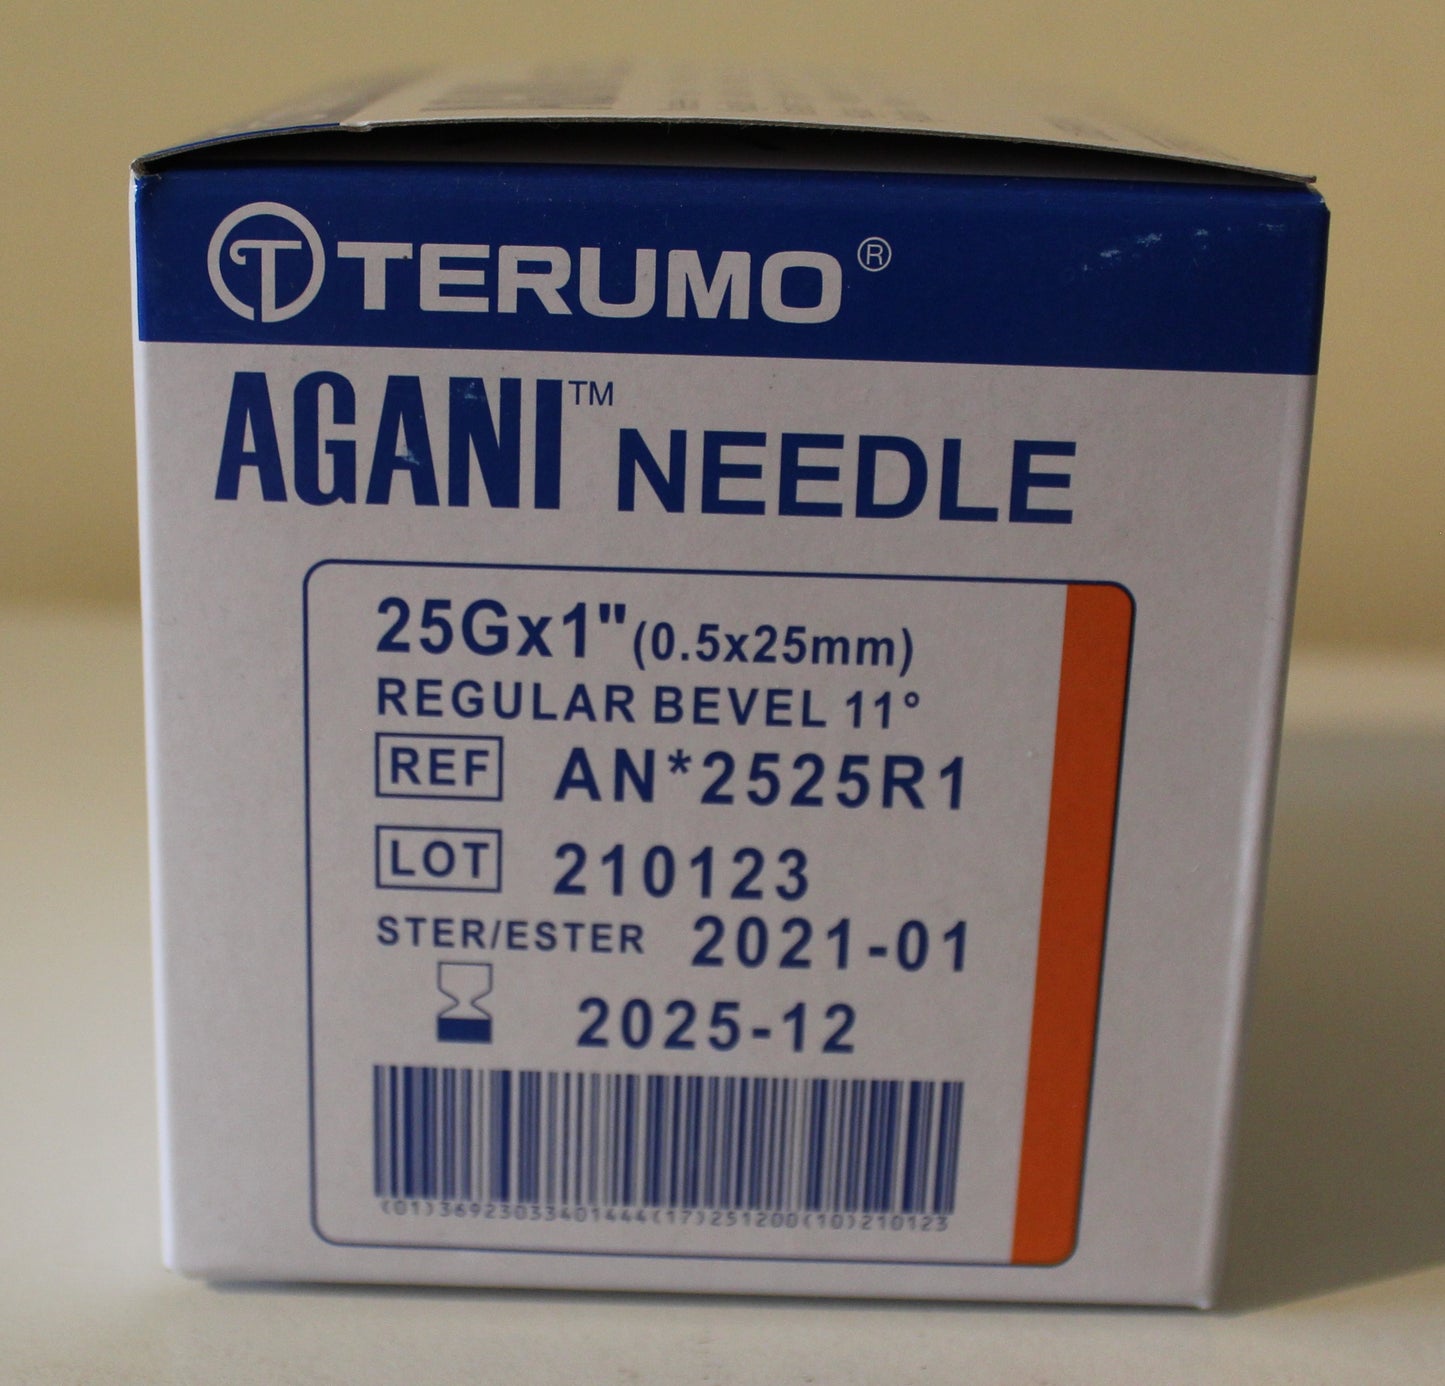 TERUMO®
AGANI™ NEEDLE
25Gx1" (0.5x25mm)
REGULAR BEVEL 11°
REF AN*2525R1
LOT 210123
STER/ESTER 2021-01
2025-12
(01)36923033401444(17)251200(10)210123